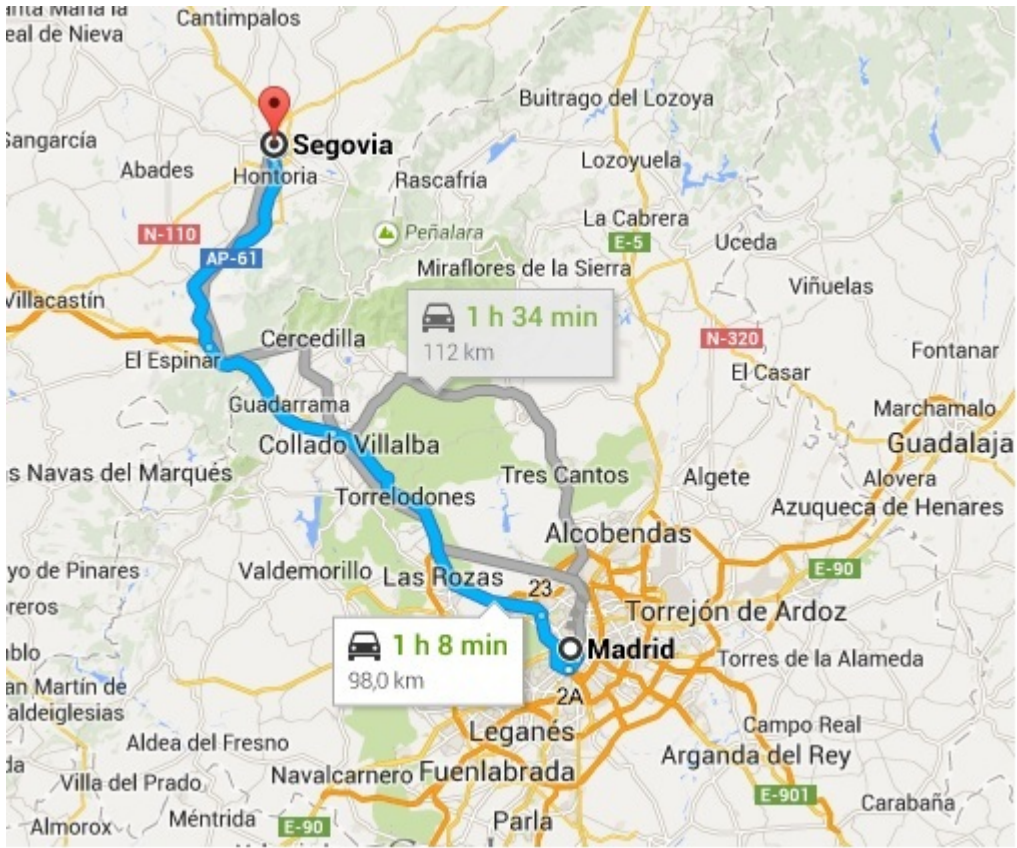 Cantimpalos
eal de Nieva
Buitrago del Lozoya
Sangarcía
Segovia
Lozoyuela
Abades
Hontoria
Rascafría
La Cabrera
N-110
Peñalara
E-5
Uceda
AP-61
Miraflores de la Sierra
Viñuelas
Villacastín
1 h 34 min
112 km
Cercedilla
N-320
El Espinar
Fontanar
El Casar
Guadarrama
Marchamalo
Collado Villalba
Guadalaja
s Navas del Marqués
Tres Cantos
Algete
Alovera
Torrelodones
Azuqueca de Henares
Alcobendas
yo de Pinares
Valdemorillo
Las Rozas
E-90
23
reros
Torrejón de Ardoz
1 h 8 min
98,0 km
Madrid
ablo
Torres de la Alameda
an Martín de
Valdeiglesias
2A
Leganés
Campo Real
Aldea del Fresno
Arganda del Rey
da
Villa del Prado
Navalcarnero
Fuenlabrada
E-901
Carabaña
Almorox
Méntrida
E-90
Parla